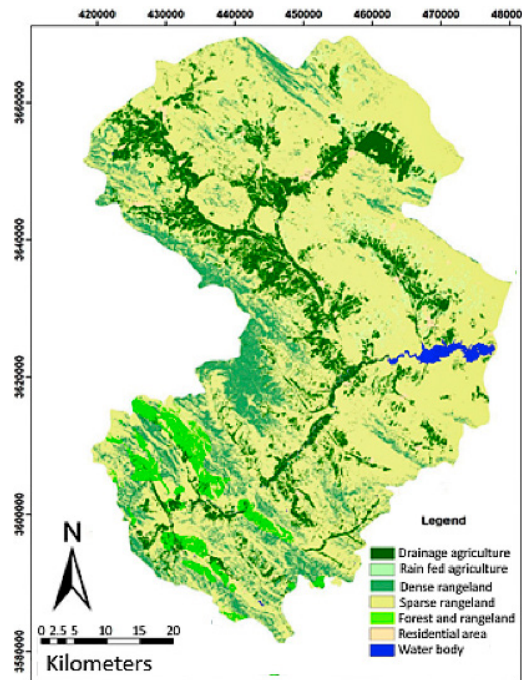 420000 430000 440000 450000 460000 470000 48000
3660000
3640000
3620000
3600000
3580000
N
0 2.5 5 10 15 20
Kilometers
Legend
Drainage agriculture
Rain fed agriculture
Dense rangeland
Sparse rangeland
Forest and rangeland
Residential area
Water body